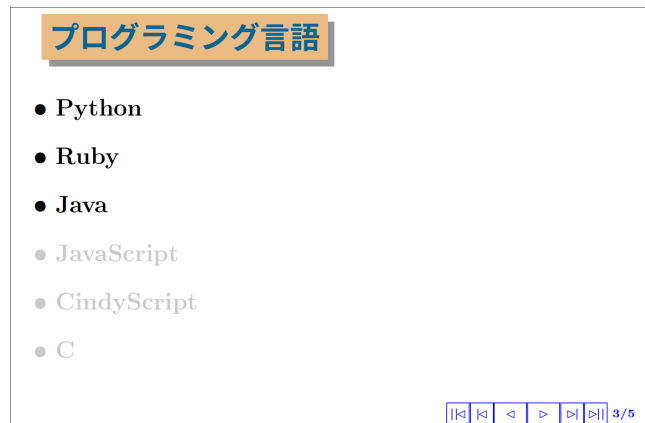 プログラミング言語
• Python
• Ruby
• Java
• JavaScript
• CindyScript
• C
3/5